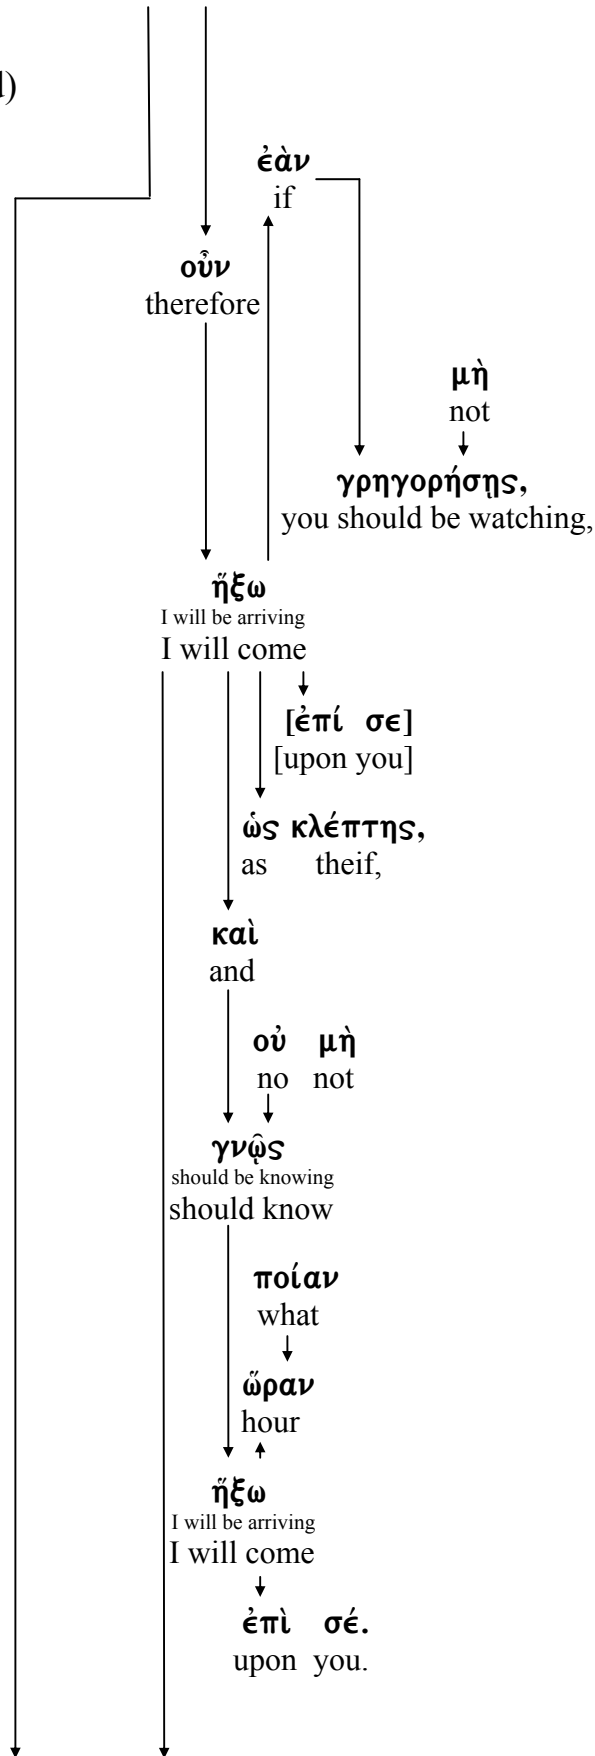 d)
ἐὰν
if
οὖν
therefore
μὴ
not
γρηγορήσῃς,
you should be watching,
ἥξω
I will be arriving
I will come
[ἐπί σε]
[upon you]
ὡς κλέπτης,
as theif,
καὶ
and
οὐ μὴ
no not
γνῷς
should be knowing
should know
ποίαν
what
ὥραν
hour
ἥξω
I will be arriving
I will come
ἐπὶ σέ.
upon you.